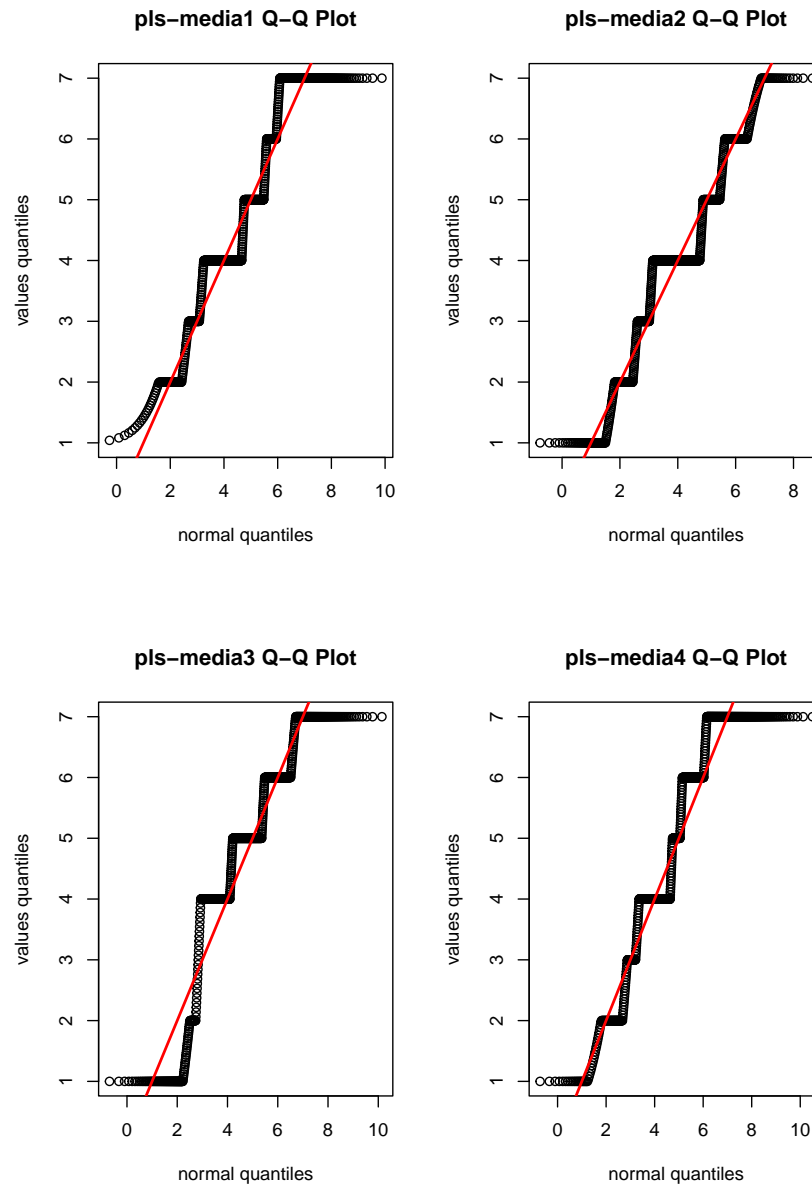 pls−media1 Q−Q Plot
7
6
5
4
3
2
1
values quantiles
0 2 4 6 8 10
normal quantiles
pls−media2 Q−Q Plot
7
6
5
4
3
2
1
values quantiles
0 2 4 6 8
normal quantiles
pls−media3 Q−Q Plot
7
6
5
4
3
2
1
values quantiles
0 2 4 6 8 10
normal quantiles
pls−media4 Q−Q Plot
7
6
5
4
3
2
1
values quantiles
0 2 4 6 8 10
normal quantiles